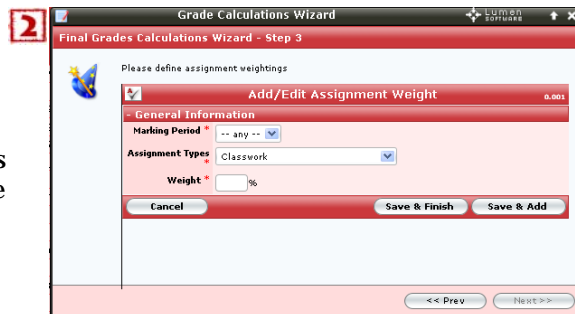 2
Grade Calculations Wizard
Lumen
SOFTWARE
Final Grades Calculations Wizard - Step 3
Please define assignment weightings
Add/Edit Assignment Weight
0.001
- General Information
Marking Period * -- any --
Assignment Types * Classwork
s
e
Weight * %
Cancel Save & Finish Save & Add
<< Prev Next >>